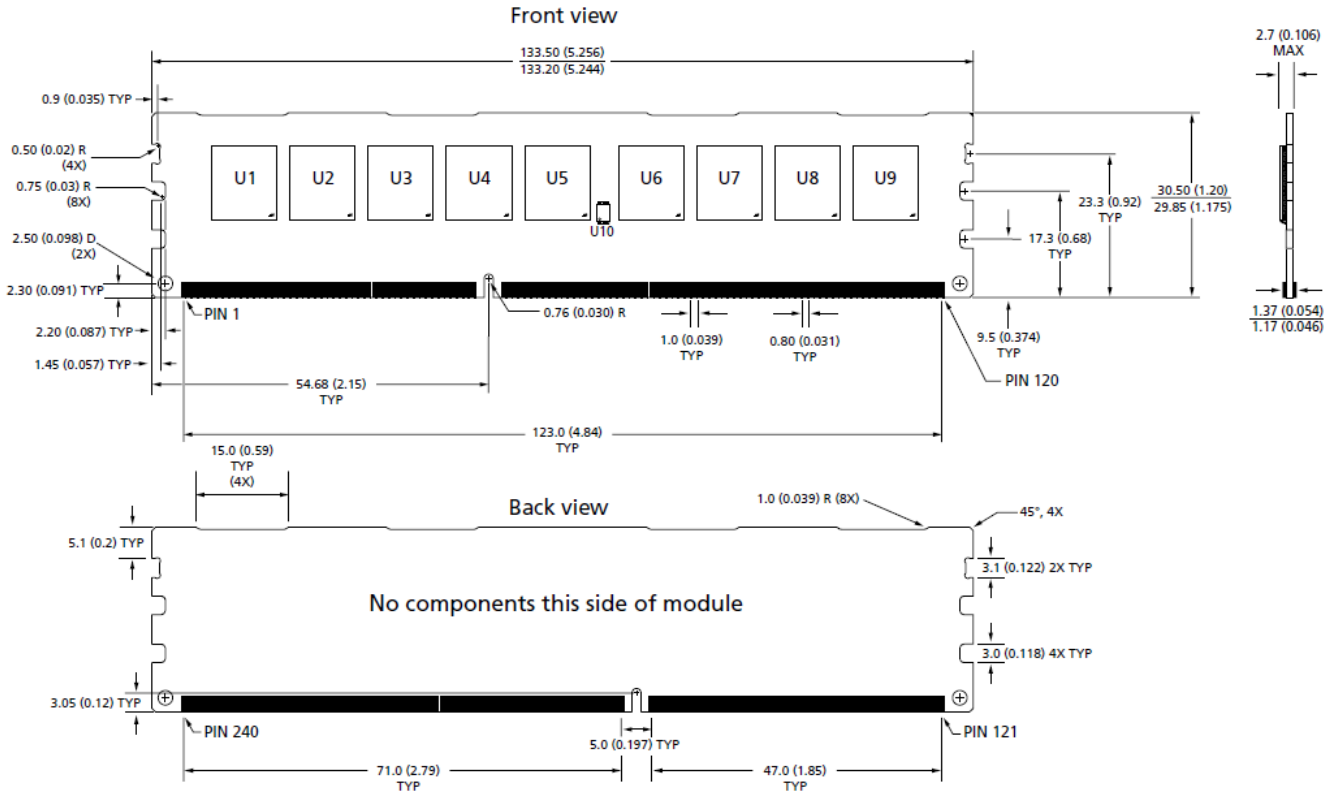 Front view
133.50 (5.256)
133.20 (5.244)
2.7 (0.106)
MAX
0.9 (0.035) TYP
0.50 (0.02) R
(4X)
0.75 (0.03) R
(8X)
2.50 (0.098) D
(2X)
2.30 (0.091) TYP
2.20 (0.087) TYP
1.45 (0.057) TYP
U1
U2
U3
U4
U5
U6
U7
U8
U9
U10
PIN 1
0.76 (0.030) R
1.0 (0.039)
TYP
0.80 (0.031)
TYP
23.3 (0.92)
TYP
17.3 (0.68)
TYP
30.50 (1.20)
29.85 (1.175)
9.5 (0.374)
TYP
1.37 (0.054)
1.17 (0.046)
PIN 120
54.68 (2.15)
TYP
123.0 (4.84)
TYP
15.0 (0.59)
TYP
(4X)
Back view
1.0 (0.039) R (8X)
45°, 4X
5.1 (0.2) TYP
3.1 (0.122) 2X TYP
No components this side of module
3.0 (0.118) 4X TYP
3.05 (0.12) TYP
PIN 240
5.0 (0.197) TYP
PIN 121
71.0 (2.79)
TYP
47.0 (1.85)
TYP